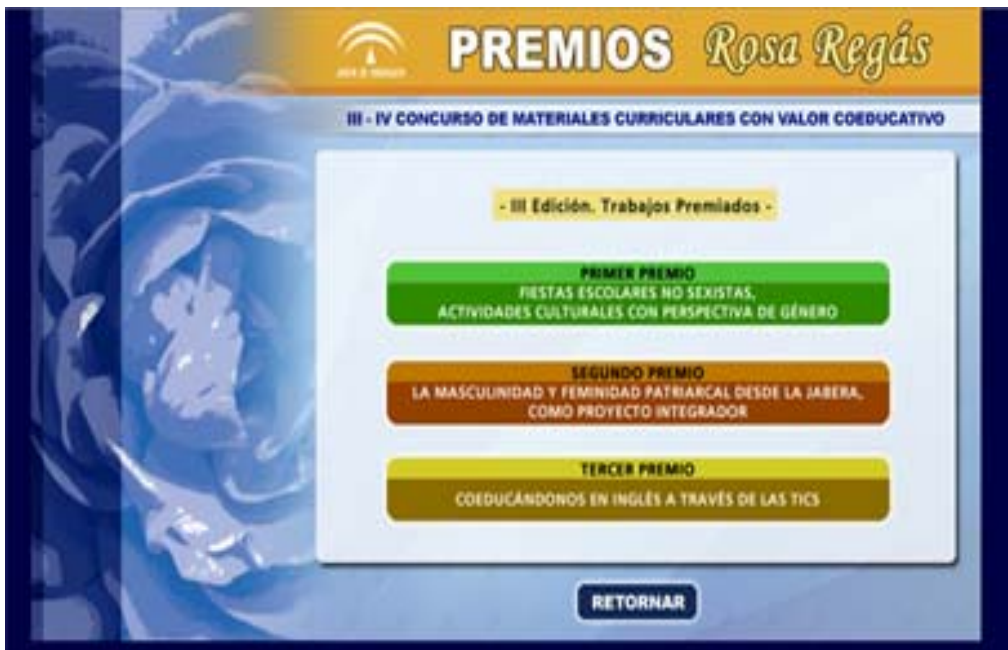 PREMIOS Rosa Regás
III - IV CONCURSO DE MATERIALES CURRICULARES CON VALOR COEDUCATIVO
- III Edición. Trabajos Premiados -
PRIMER PREMIO
FIESTAS ESCOLARES NO SEXISTAS,
ACTIVIDADES CULTURALES CON PERSPECTIVA DE GÉNERO
SEGUNDO PREMIO
LA MASCULINIDAD Y FEMINIDAD PATRIARCAL DESDE LA JABERA,
COMO PROYECTO INTEGRADOR
TERCER PREMIO
COEDUCÁNDONOS EN INGLÉS A TRAVÉS DE LAS TICS
RETORNAR